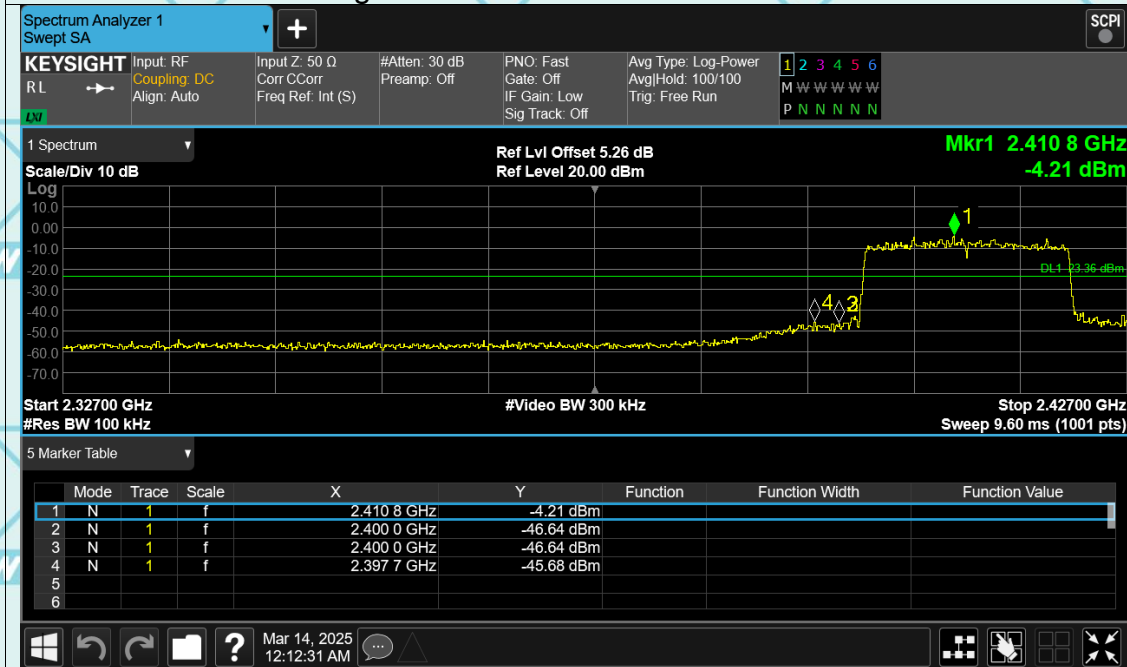 Spectrum Analyzer 1
Swept SA
+
SCPI
KEYSIGHT
RL
LXI
Input: RF
Coupling: DC
Align: Auto
Input Z: 50 Ω
Corr CCorr
Freq Ref: Int (S)
#Atten: 30 dB
Preamp: Off
PNO: Fast
Gate: Off
IF Gain: Low
Sig Track: Off
Avg Type: Log-Power
Avg|Hold: 100/100
Trig: Free Run
1 2 3 4 5 6
M W W W W W W
P N N N N N N
1 Spectrum
Scale/Div 10 dB
Ref Lvl Offset 5.26 dB
Ref Level 20.00 dBm
Mkr1 2.410 8 GHz
-4.21 dBm
Log
10.0
0.00
-10.0
-20.0
-30.0
-40.0
-50.0
-60.0
-70.0
1
DL1 -23.36 dBm
4
Start 2.32700 GHz
#Video BW 300 kHz
Stop 2.42700 GHz
#Res BW 100 kHz
Sweep 9.60 ms (1001 pts)
5 Marker Table
Mode Trace Scale X Y Function Function Width Function Value
1 N 1 f 2.410 8 GHz -4.21 dBm
2 N 1 f 2.400 0 GHz -46.64 dBm
3 N 1 f 2.400 0 GHz -46.64 dBm
4 N 1 f 2.397 7 GHz -45.68 dBm
5
6
?
Mar 14, 2025
12:12:31 AM